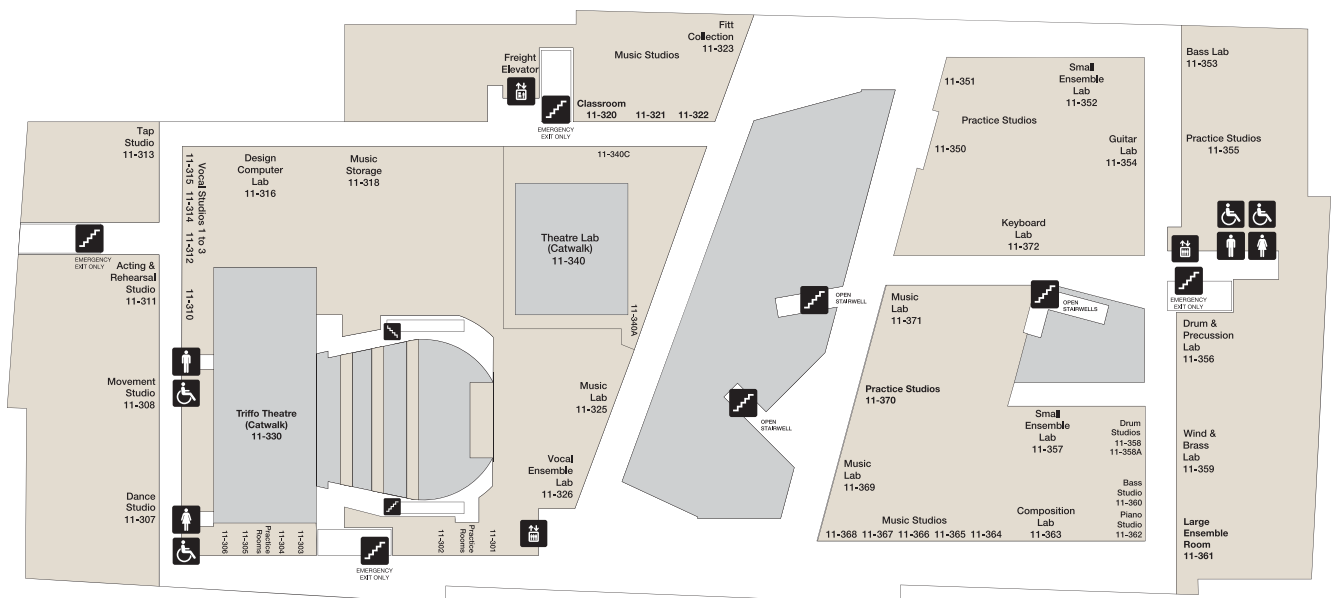 Fitt
Collection
11-323
Music Studios
Freight
Elevator
Classroom
11-320
11-321
11-322
EMERGENCY
EXIT ONLY
Tap
Studio
11-313
EMERGENCY
EXIT ONLY
Acting &
Rehearsal
Studio
11-311
Movement
Studio
11-308
Dance
Studio
11-307
Vocal Studios 1 to 3
11-315
11-314
11-312
11-310
Design
Computer
Lab
11-316
Music
Storage
11-318
11-340C
Theatre Lab
(Catwalk)
11-340
11-340A
Triffo Theatre
(Catwalk)
11-330
Music
Lab
11-325
Vocal
Ensemble
Lab
11-326
11-306
11-305
Practice
Rooms
11-304
11-303
EMERGENCY
EXIT ONLY
11-302
Practice
Rooms
11-301
OPEN
STAIRWELL
OPEN
STAIRWELL
11-351
Small
Ensemble
Lab
11-352
Practice Studios
11-350
Guitar
Lab
11-354
Keyboard
Lab
11-372
Music
Lab
11-371
OPEN
STAIRWELLS
Practice Studios
11-370
Small
Ensemble
Lab
11-357
Drum
Studios
11-358
11-358A
Music
Lab
11-369
Bass
Studio
11-360
Piano
Studio
11-362
Composition
Lab
11-363
Music Studios
11-368
11-367
11-366
11-365
11-364
Bass Lab
11-353
Practice Studios
11-355
EMERGENCY
EXIT ONLY
Drum &
Precussion
Lab
11-356
Wind &
Brass
Lab
11-359
Large
Ensemble
Room
11-361